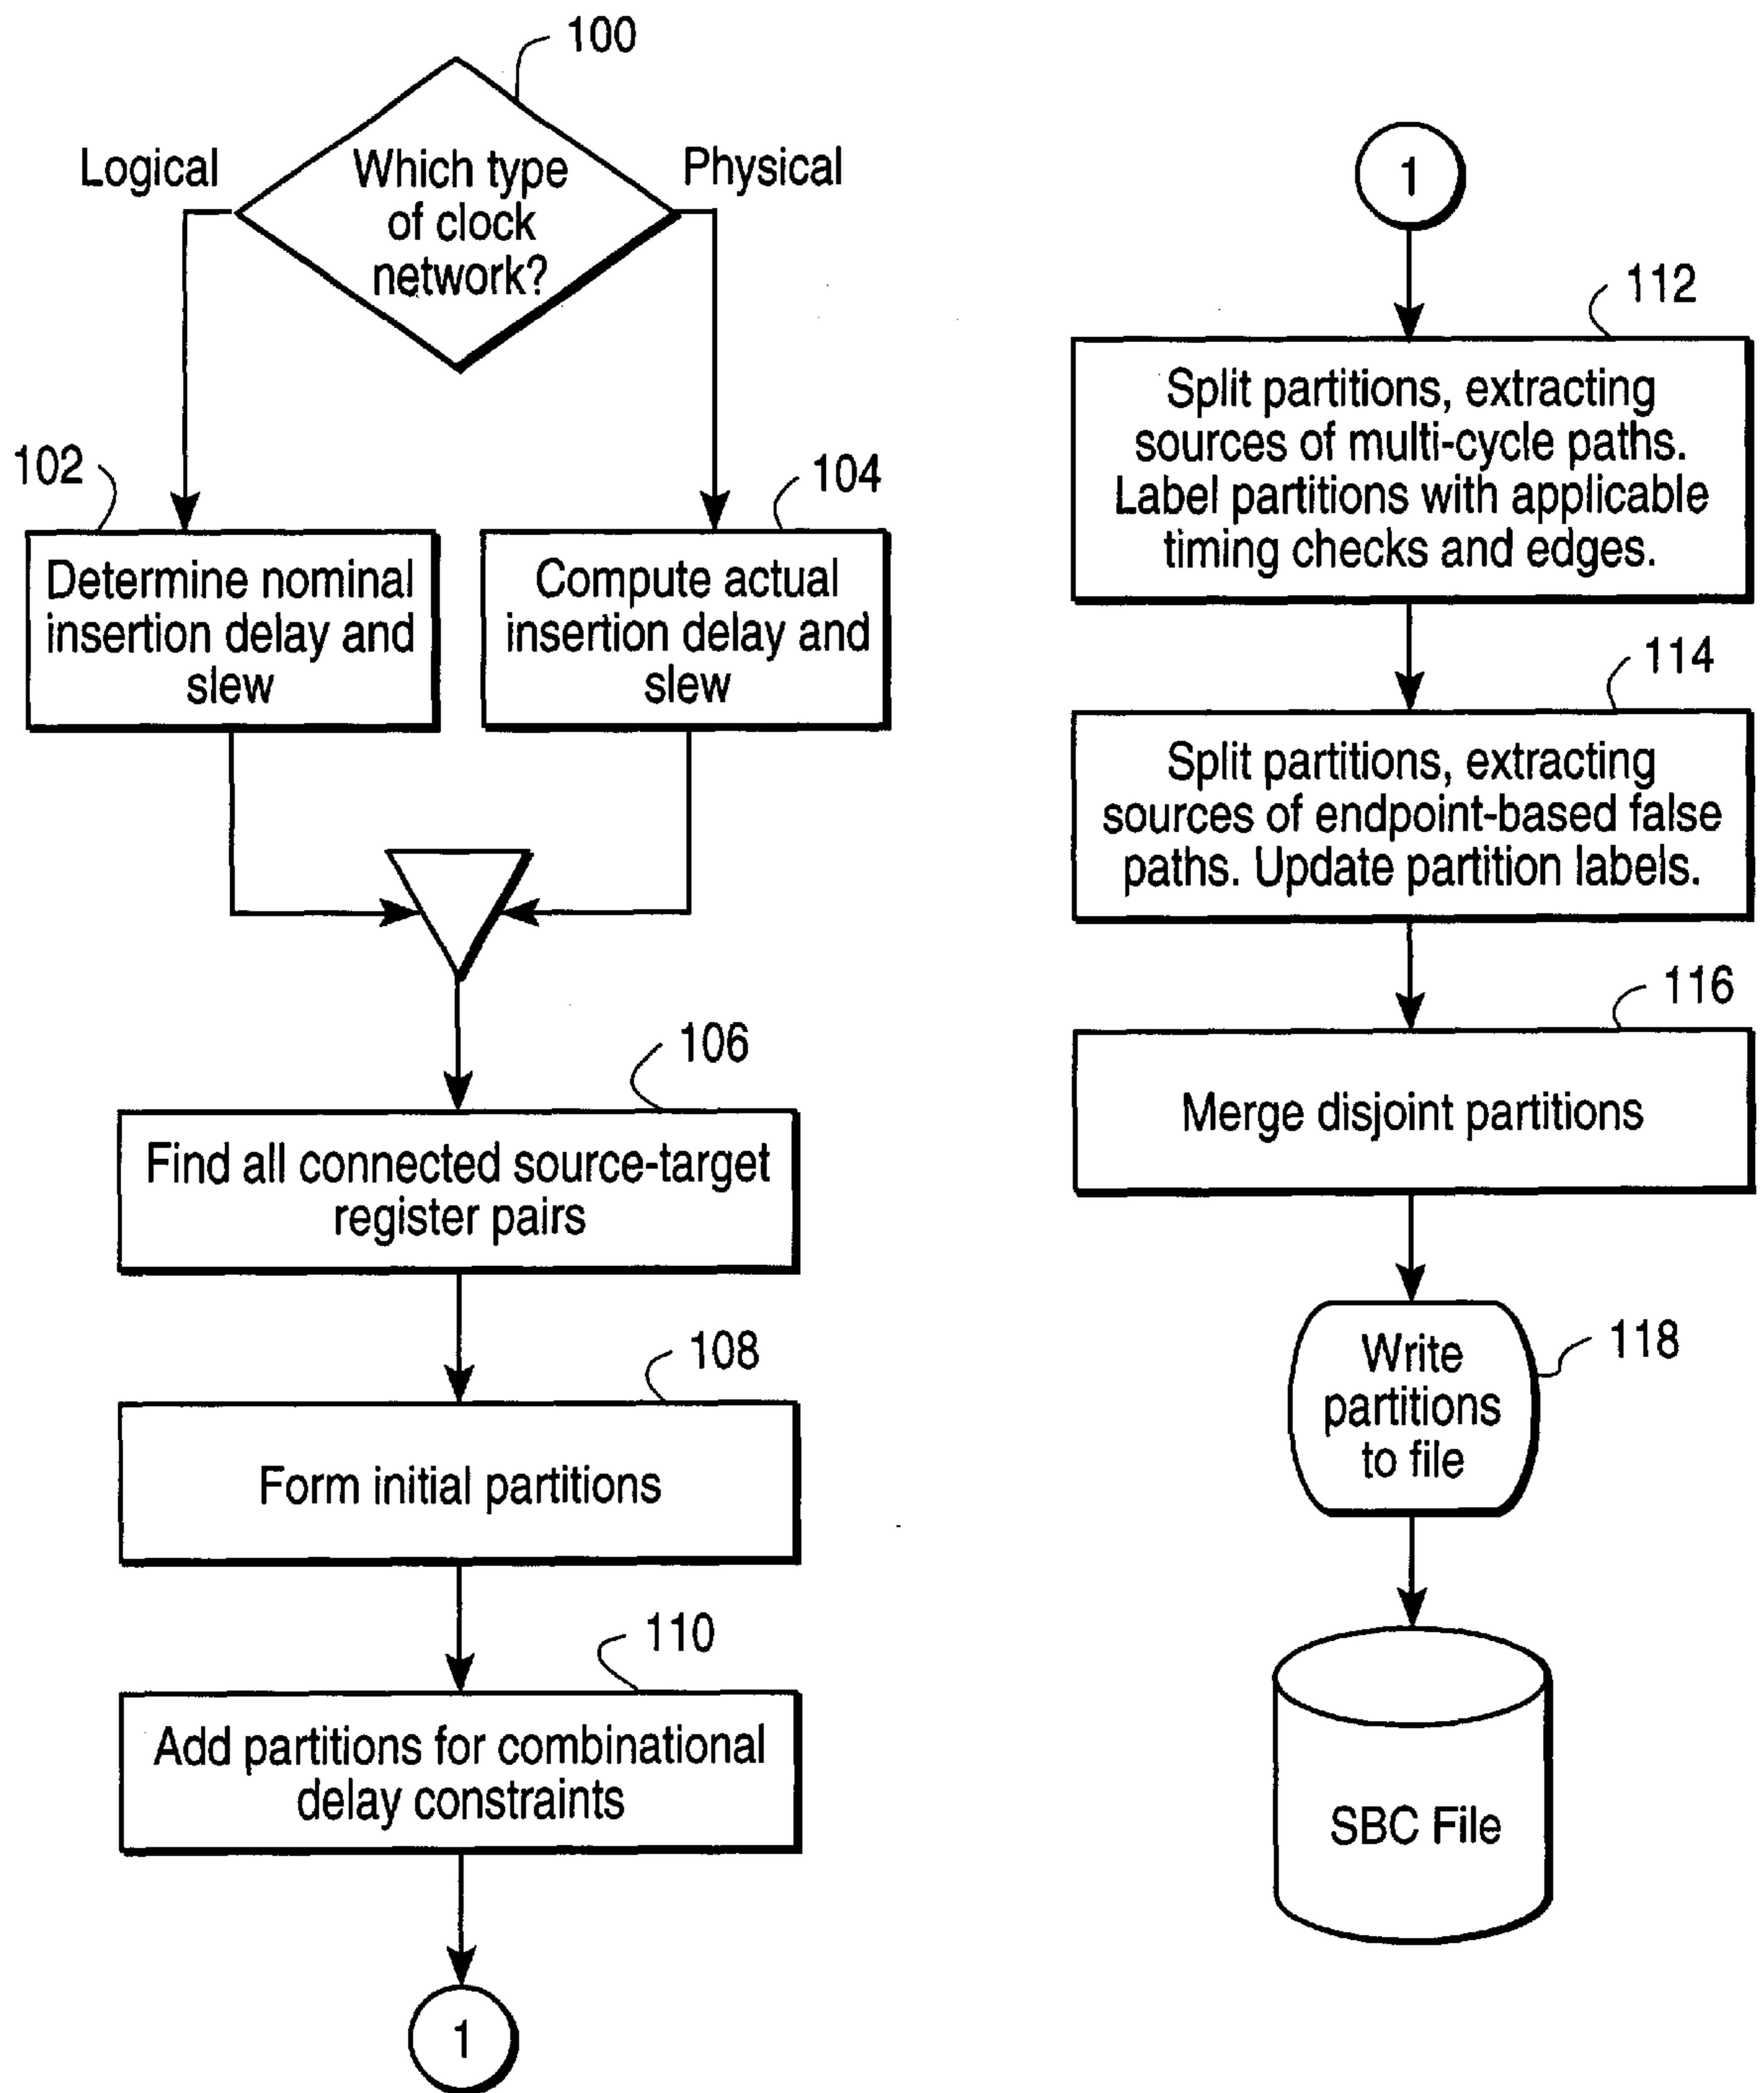 100
Logical
Physical
Which type
of clock
network?
102
104
Determine nominal
insertion delay and
slew
Compute actual
insertion delay and
slew
106
Find all connected source-target
register pairs
108
Form initial partitions
110
Add partitions for combinational
delay constraints
1
1
112
Split partitions, extracting
sources of multi-cycle paths.
Label partitions with applicable
timing checks and edges.
114
Split partitions, extracting
sources of endpoint-based false
paths. Update partition labels.
116
Merge disjoint partitions
118
Write
partitions
to file
SBC File